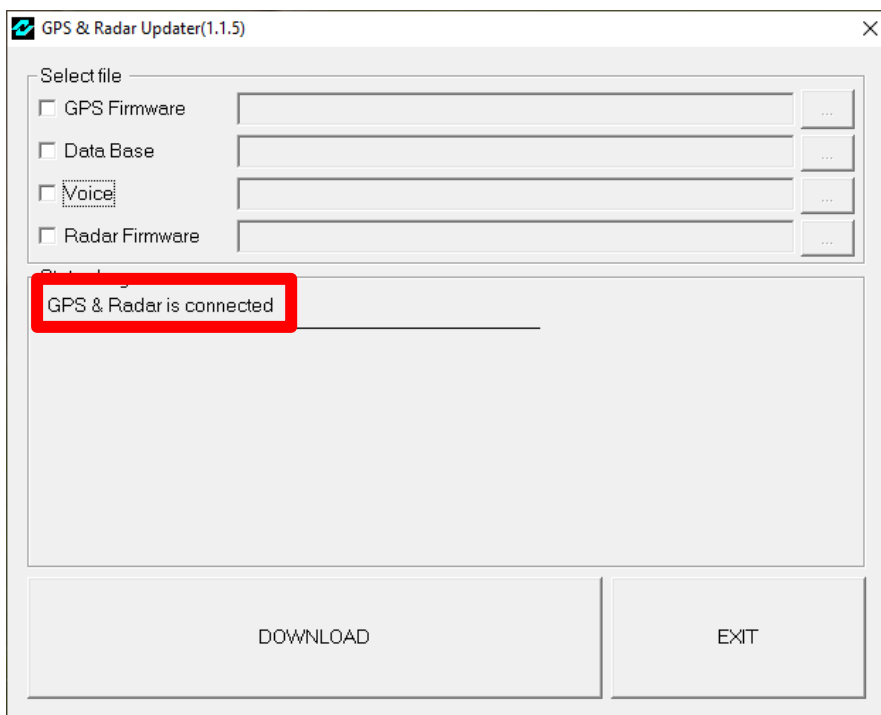 GPS & Radar Updater(1.1.5)
Select file
GPS Firmware
...
Data Base
...
Voice
...
Radar Firmware
...
GPS & Radar is connected
DOWNLOAD
EXIT